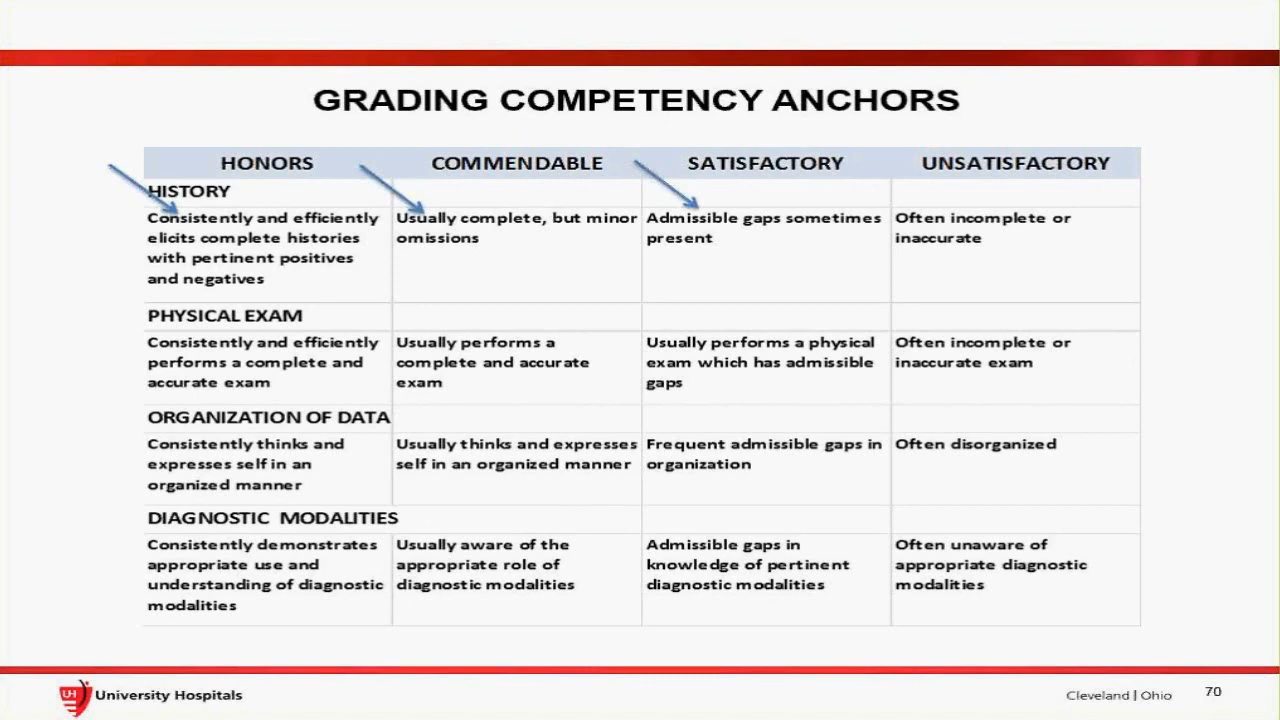 GRADING COMPETENCY ANCHORS
HONORS COMMENDABLE SATISFACTORY UNSATISFACTORY
HISTORY
Consistently and efficiently
elicits complete histories
with pertinent positives
and negatives
Usually complete, but minor
omissions
Admissible gaps sometimes
present
Often incomplete or
inaccurate
PHYSICAL EXAM
Consistently and efficiently
performs a complete and
accurate exam
Usually performs a
complete and accurate
exam
Usually performs a physical
exam which has admissible
gaps
Often incomplete or
inaccurate exam
ORGANIZATION OF DATA
Consistently thinks and
expresses self in an
organized manner
Usually thinks and expresses
self in an organized manner
Frequent admissible gaps in
organization
Often disorganized
DIAGNOSTIC MODALITIES
Consistently demonstrates
appropriate use and
understanding of diagnostic
modalities
Usually aware of the
appropriate role of
diagnostic modalities
Admissible gaps in
knowledge of pertinent
diagnostic modalities
Often unaware of
appropriate diagnostic
modalities
UH University Hospitals
Cleveland | Ohio 70